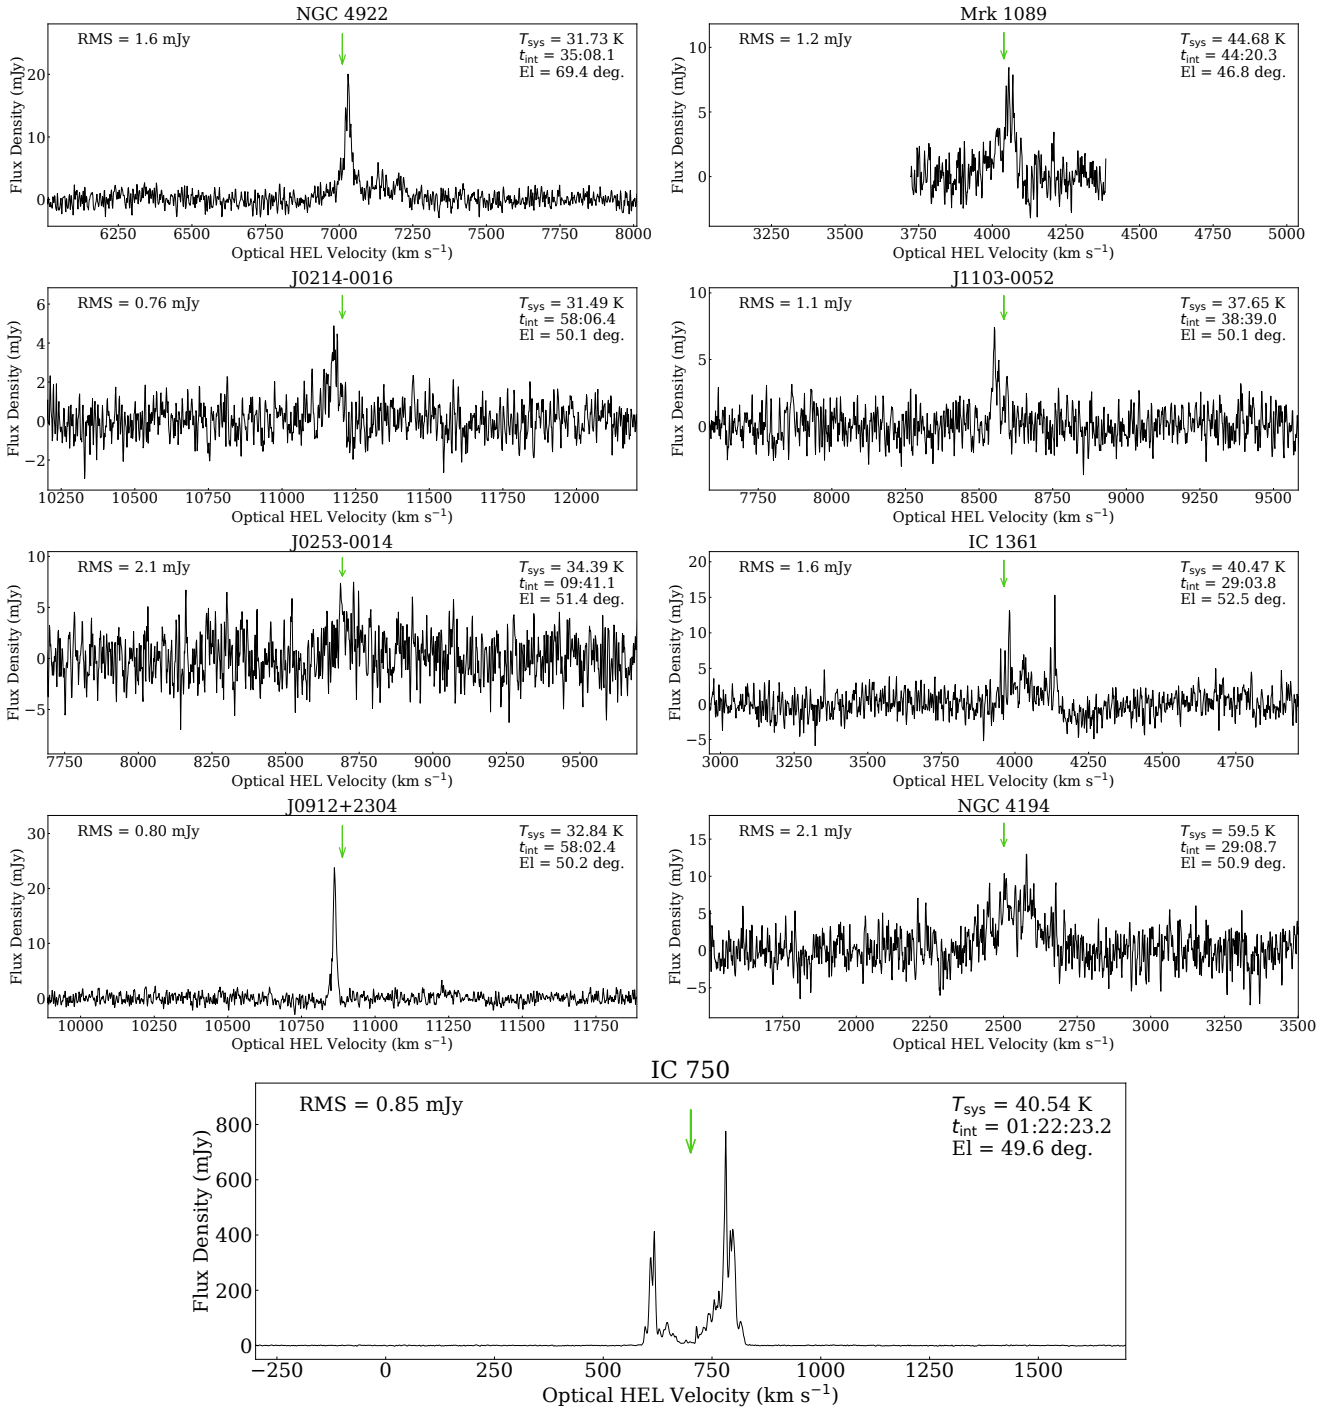 NGC 4922
RMS = 1.6 mJy
Tsys = 31.73 K
tint = 35:08.1
El = 69.4 deg.
Flux Density (mJy)
20
10
0
6250 6500 6750 7000 7250 7500 7750 8000
Optical HEL Velocity (km s⁻¹)
Mrk 1089
RMS = 1.2 mJy
Tsys = 44.68 K
tint = 44:20.3
El = 46.8 deg.
Flux Density (mJy)
10
5
0
3250 3500 3750 4000 4250 4500 4750 5000
Optical HEL Velocity (km s⁻¹)
J0214-0016
RMS = 0.76 mJy
Tsys = 31.49 K
tint = 58:06.4
El = 50.1 deg.
Flux Density (mJy)
6
4
2
0
−2
10250 10500 10750 11000 11250 11500 11750 12000
Optical HEL Velocity (km s⁻¹)
J1103-0052
RMS = 1.1 mJy
Tsys = 37.65 K
tint = 38:39.0
El = 50.1 deg.
Flux Density (mJy)
10
5
0
7750 8000 8250 8500 8750 9000 9250 9500
Optical HEL Velocity (km s⁻¹)
J0253-0014
RMS = 2.1 mJy
Tsys = 34.39 K
tint = 09:41.1
El = 51.4 deg.
Flux Density (mJy)
10
5
0
−5
7750 8000 8250 8500 8750 9000 9250 9500
Optical HEL Velocity (km s⁻¹)
IC 1361
RMS = 1.6 mJy
Tsys = 40.47 K
tint = 29:03.8
El = 52.5 deg.
Flux Density (mJy)
20
15
10
5
0
−5
3000 3250 3500 3750 4000 4250 4500 4750
Optical HEL Velocity (km s⁻¹)
J0912+2304
RMS = 0.80 mJy
Tsys = 32.84 K
tint = 58:02.4
El = 50.2 deg.
Flux Density (mJy)
30
20
10
0
10000 10250 10500 10750 11000 11250 11500 11750
Optical HEL Velocity (km s⁻¹)
NGC 4194
RMS = 2.1 mJy
Tsys = 59.5 K
tint = 29:08.7
El = 50.9 deg.
Flux Density (mJy)
15
10
5
0
−5
1750 2000 2250 2500 2750 3000 3250 3500
Optical HEL Velocity (km s⁻¹)
IC 750
RMS = 0.85 mJy
Tsys = 40.54 K
tint = 01:22:23.2
El = 49.6 deg.
Flux Density (mJy)
800
600
400
200
0
−250 0 250 500 750 1000 1250 1500
Optical HEL Velocity (km s⁻¹)